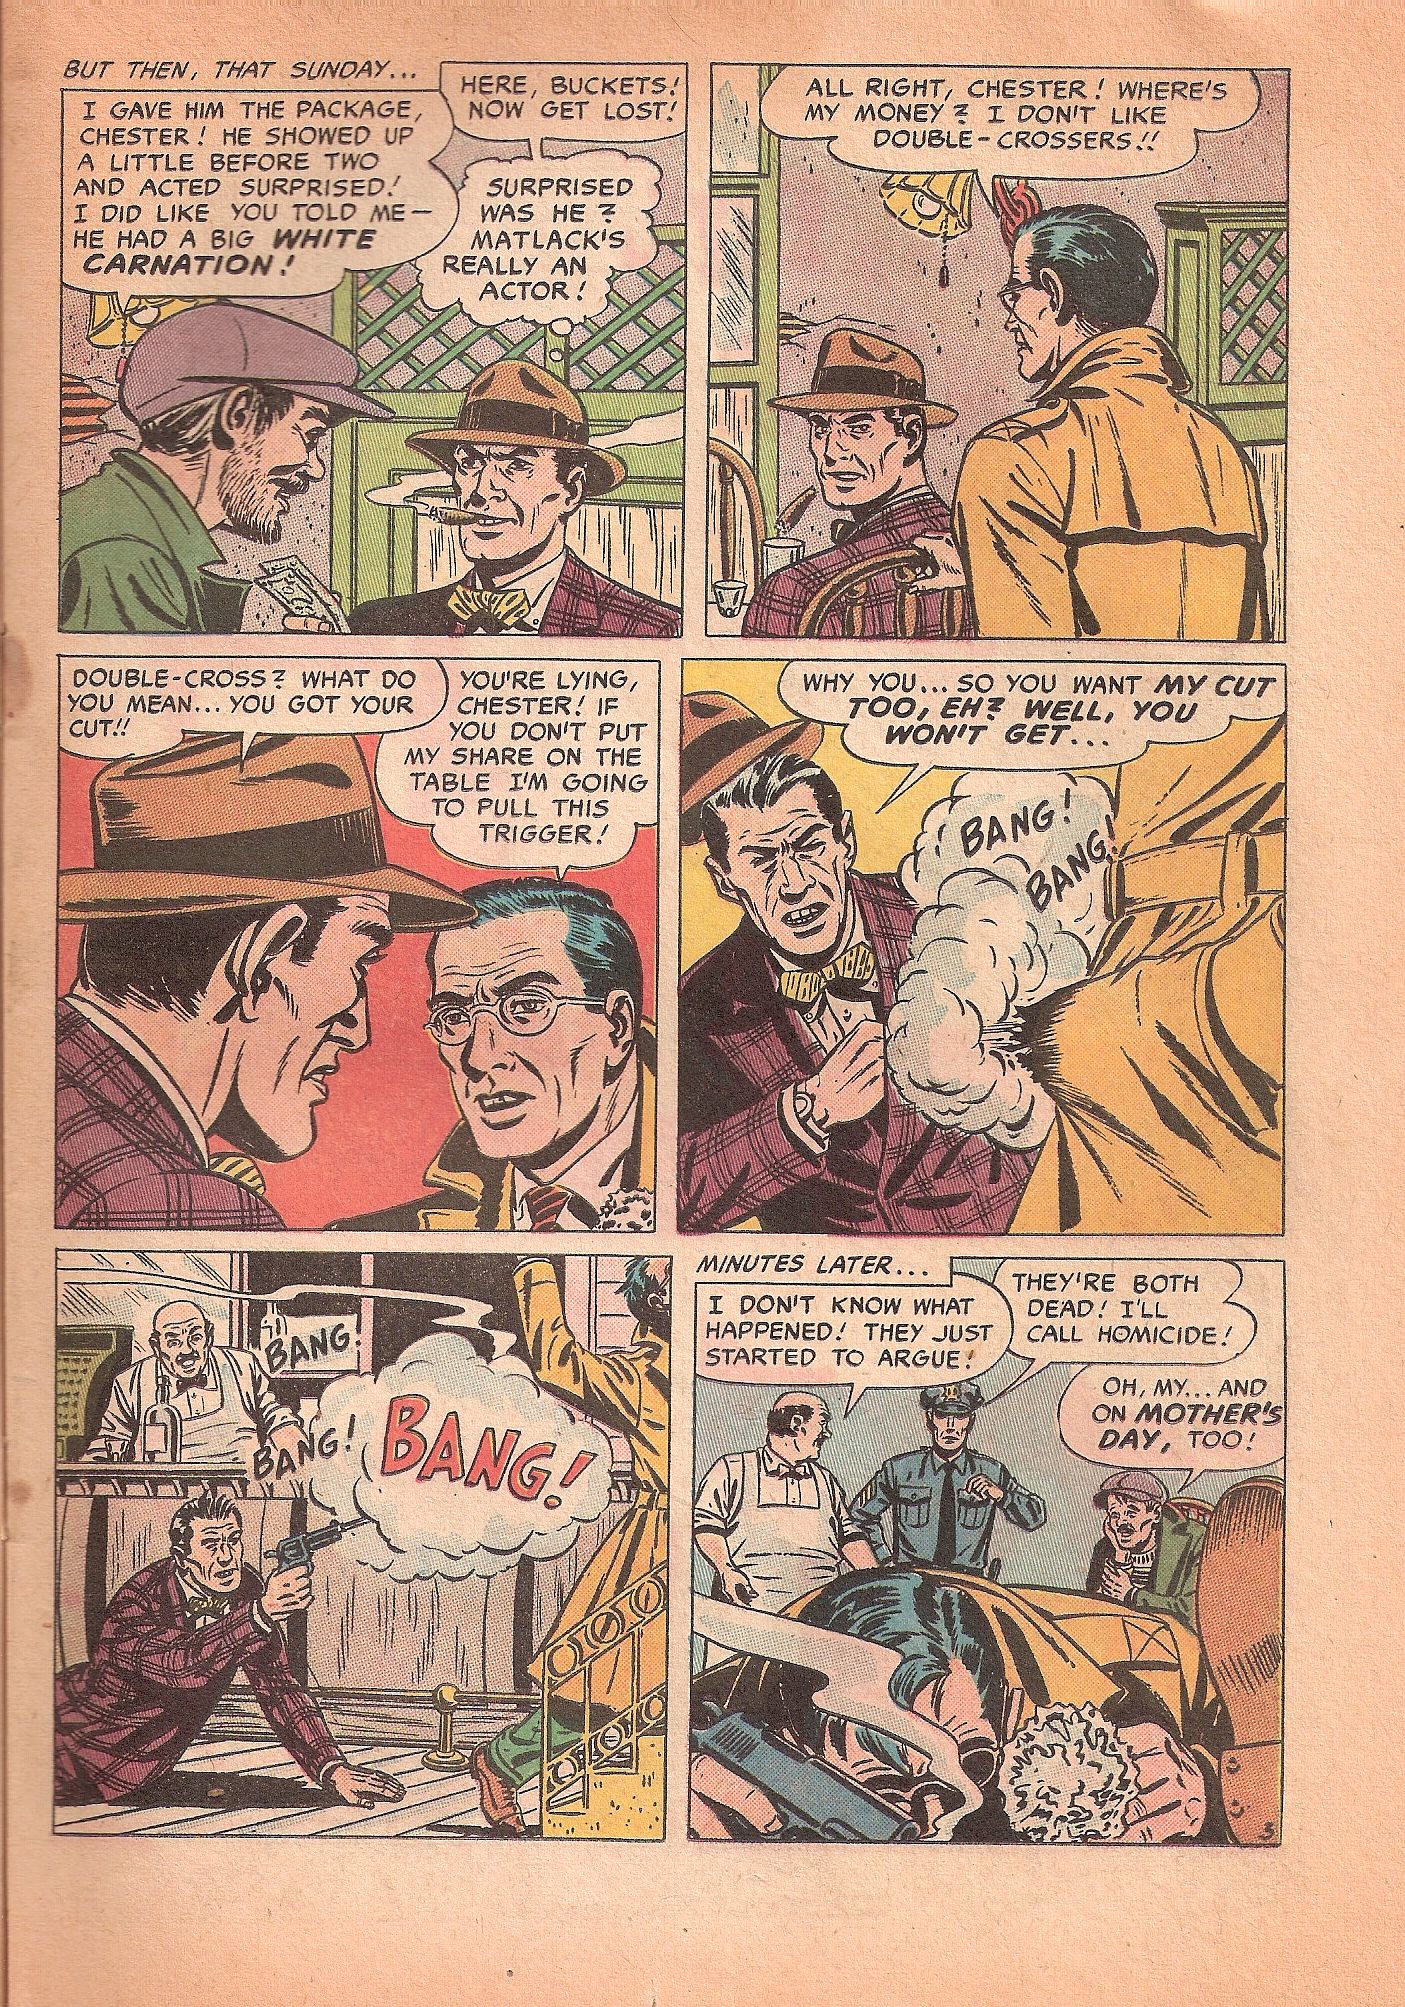 BUT THEN, THAT SUNDAY...
I GAVE HIM THE PACKAGE,
CHESTER! HE SHOWED UP
A LITTLE BEFORE TWO
AND ACTED SURPRISED!
I DID LIKE YOU TOLD ME—
HE HAD A BIG WHITE
CARNATION!
HERE, BUCKETS!
NOW GET LOST!
SURPRISED
WAS HE?
MATLACK'S
REALLY AN
ACTOR!
ALL RIGHT, CHESTER! WHERE'S
MY MONEY? I DON'T LIKE
DOUBLE-CROSSERS!!
DOUBLE-CROSS? WHAT DO
YOU MEAN... YOU GOT YOUR
CUT!!
YOU'RE LYING,
CHESTER! IF
YOU DON'T PUT
MY SHARE ON THE
TABLE I'M GOING
TO PULL THIS
TRIGGER!
WHY YOU... SO YOU WANT MY CUT
TOO, EH? WELL, YOU
WON'T GET...
BANG!
BANG!
BANG!
BANG!
BANG!
MINUTES LATER...
I DON'T KNOW WHAT
HAPPENED! THEY JUST
STARTED TO ARGUE!
THEY'RE BOTH
DEAD! I'LL
CALL HOMICIDE!
OH, MY... AND
ON MOTHER'S
DAY, TOO!
5